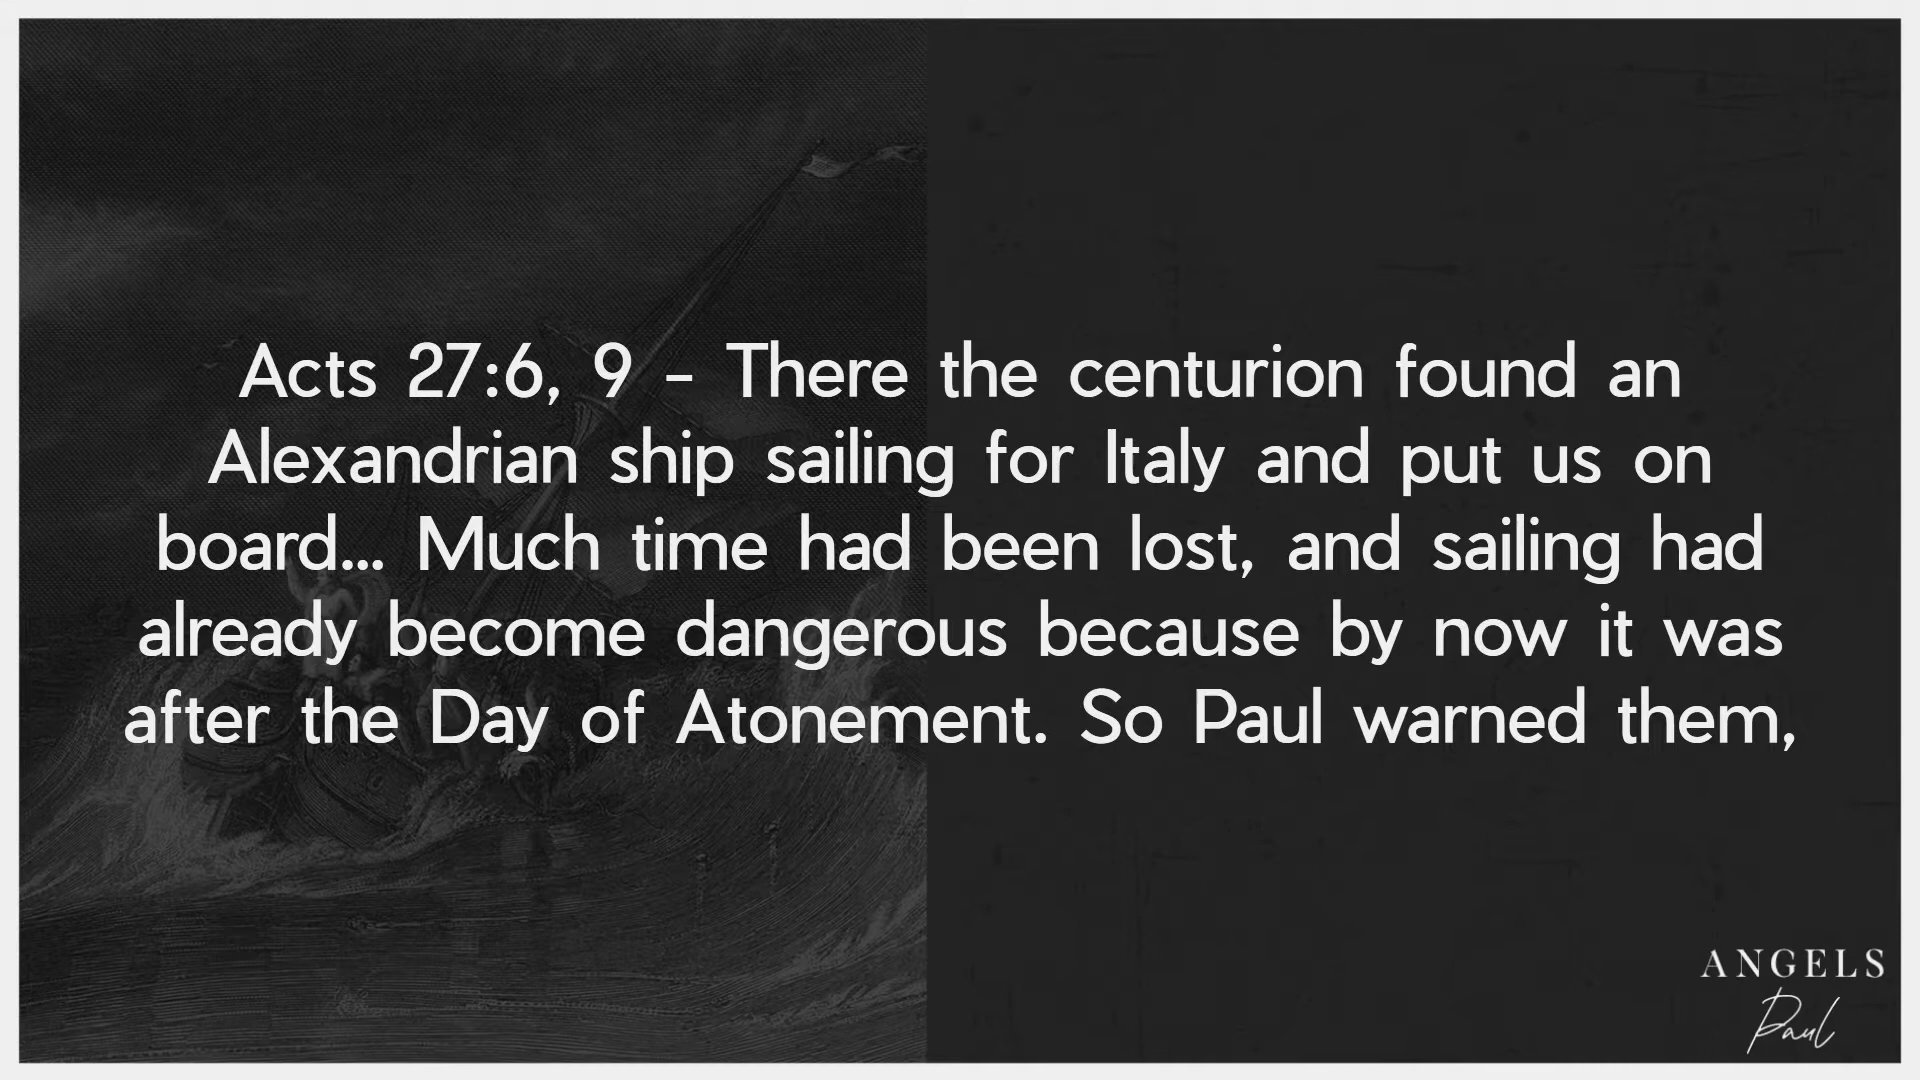 Acts 27:6, 9 - There the centurion found an
Alexandrian ship sailing for Italy and put us on
board... Much time had been lost, and sailing had
already become dangerous because by now it was
after the Day of Atonement. So Paul warned them,
ANGELS
Paul